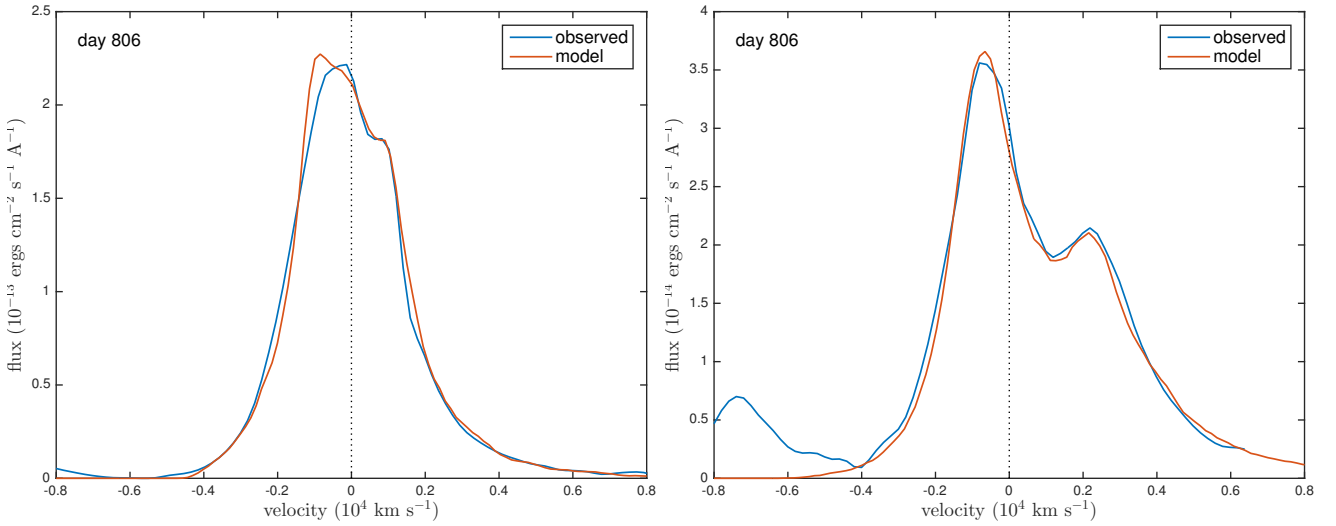 day 806
observed
model
2.5
2
1.5
1
0.5
0
flux (10⁻¹³ ergs cm⁻² s⁻¹ A⁻¹)
-0.8 -0.6 -0.4 -0.2 0 0.2 0.4 0.6 0.8
velocity (10⁴ km s⁻¹)
day 806
observed
model
4
3.5
3
2.5
2
1.5
1
0.5
0
flux (10⁻¹⁴ ergs cm⁻² s⁻¹ A⁻¹)
-0.8 -0.6 -0.4 -0.2 0 0.2 0.4 0.6 0.8
velocity (10⁴ km s⁻¹)